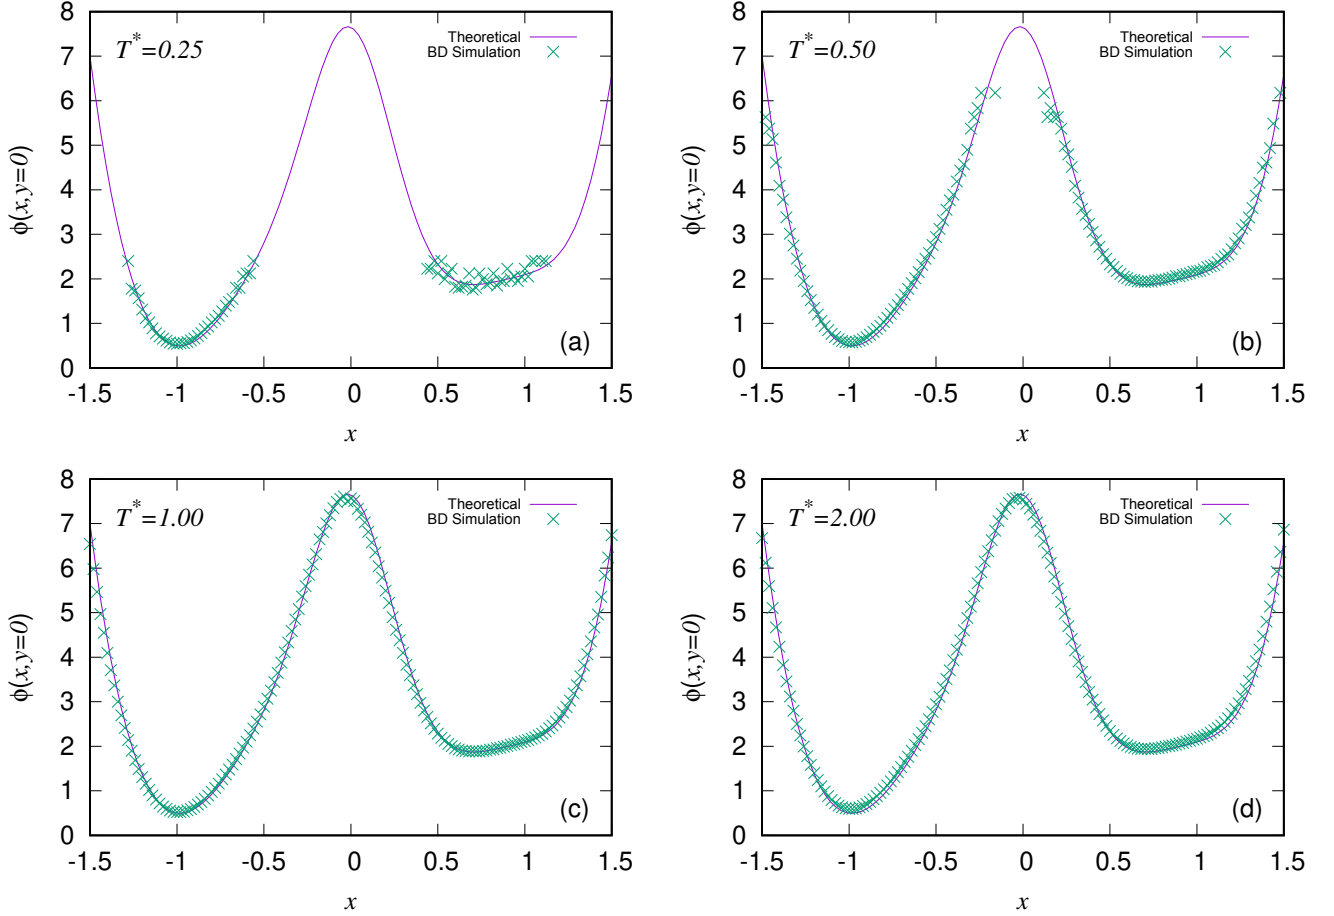 8
7
6
5
4
3
2
1
0
ϕ(x,y=0)
T*=0.25
Theoretical
BD Simulation
(a)
-1.5 -1 -0.5 0 0.5 1 1.5
x
8
7
6
5
4
3
2
1
0
ϕ(x,y=0)
T*=0.50
Theoretical
BD Simulation
(b)
-1.5 -1 -0.5 0 0.5 1 1.5
x
8
7
6
5
4
3
2
1
0
ϕ(x,y=0)
T*=1.00
Theoretical
BD Simulation
(c)
-1.5 -1 -0.5 0 0.5 1 1.5
x
8
7
6
5
4
3
2
1
0
ϕ(x,y=0)
T*=2.00
Theoretical
BD Simulation
(d)
-1.5 -1 -0.5 0 0.5 1 1.5
x